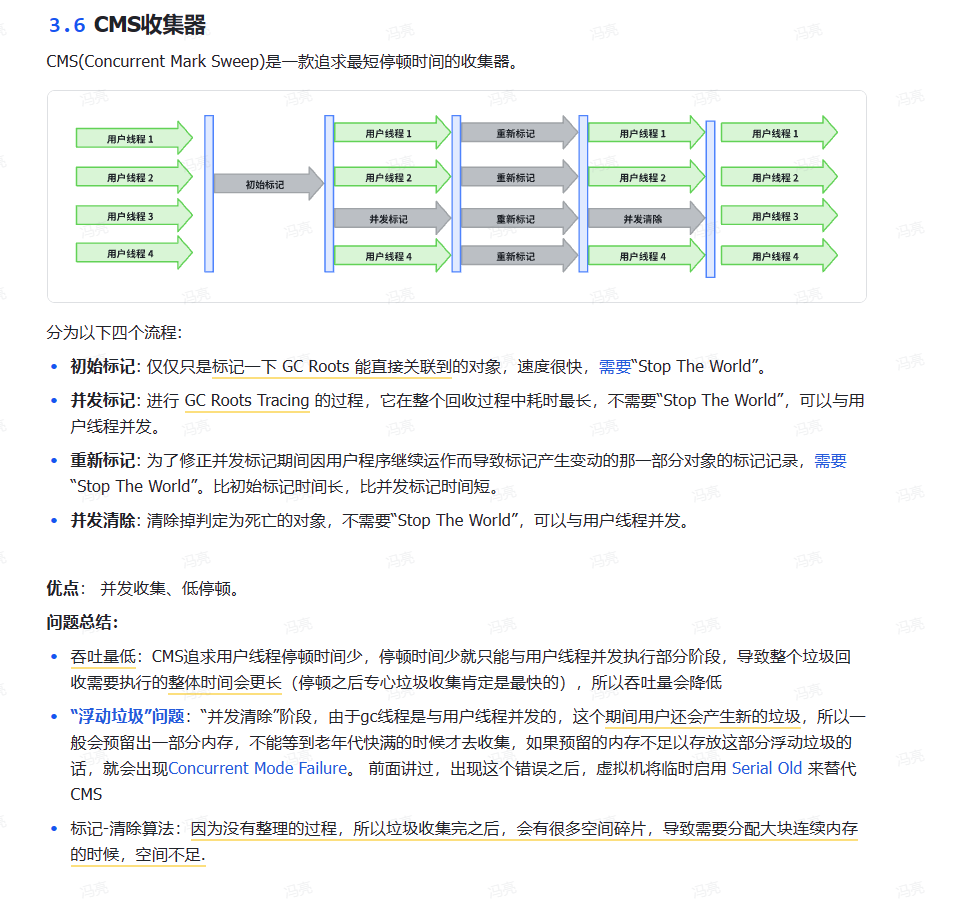 3.6 CMS收集器
CMS(Concurrent Mark Sweep)是一款追求最短停顿时间的收集器。
用户线程 1
用户线程 2
用户线程 3
用户线程 4
初始标记
用户线程 1
用户线程 2
并发标记
用户线程 4
重新标记
重新标记
重新标记
重新标记
用户线程 1
用户线程 2
并发清除
用户线程 4
用户线程 1
用户线程 2
用户线程 3
用户线程 4
分为以下四个流程：
• 初始标记：仅仅只是标记一下 GC Roots 能直接关联到的对象，速度很快，需要“Stop The World”。
• 并发标记：进行 GC Roots Tracing 的过程，它在整个回收过程中耗时最长，不需要“Stop The World”，可以与用
户线程并发。
• 重新标记：为了修正并发标记期间因用户程序继续运作而导致标记产生变动的那一部分对象的标记记录，需要
“Stop The World”。比初始标记时间长，比并发标记时间短。
• 并发清除：清除掉判定为死亡的对象，不需要“Stop The World”，可以与用户线程并发。
优点： 并发收集、低停顿。
问题总结：
• 吞吐量低：CMS追求用户线程停顿时间少，停顿时间少就只能与用户线程并发执行部分阶段，导致整个垃圾回
收需要执行的整体时间会更长（停顿之后专心垃圾收集肯定是最快的），所以吞吐量会降低
• “浮动垃圾”问题：“并发清除”阶段，由于gc线程是与用户线程并发的，这个期间用户还会产生新的垃圾，所以一
般会预留出一部分内存，不能等到老年代快满的时候才去收集，如果预留的内存不足以存放这部分浮动垃圾的
话，就会出现Concurrent Mode Failure。 前面讲过，出现这个错误之后，虚拟机将临时启用 Serial Old 来替代
CMS
• 标记-清除算法：因为没有整理的过程，所以垃圾收集完之后，会有很多空间碎片，导致需要分配大块连续内存
的时候，空间不足.
冯亮